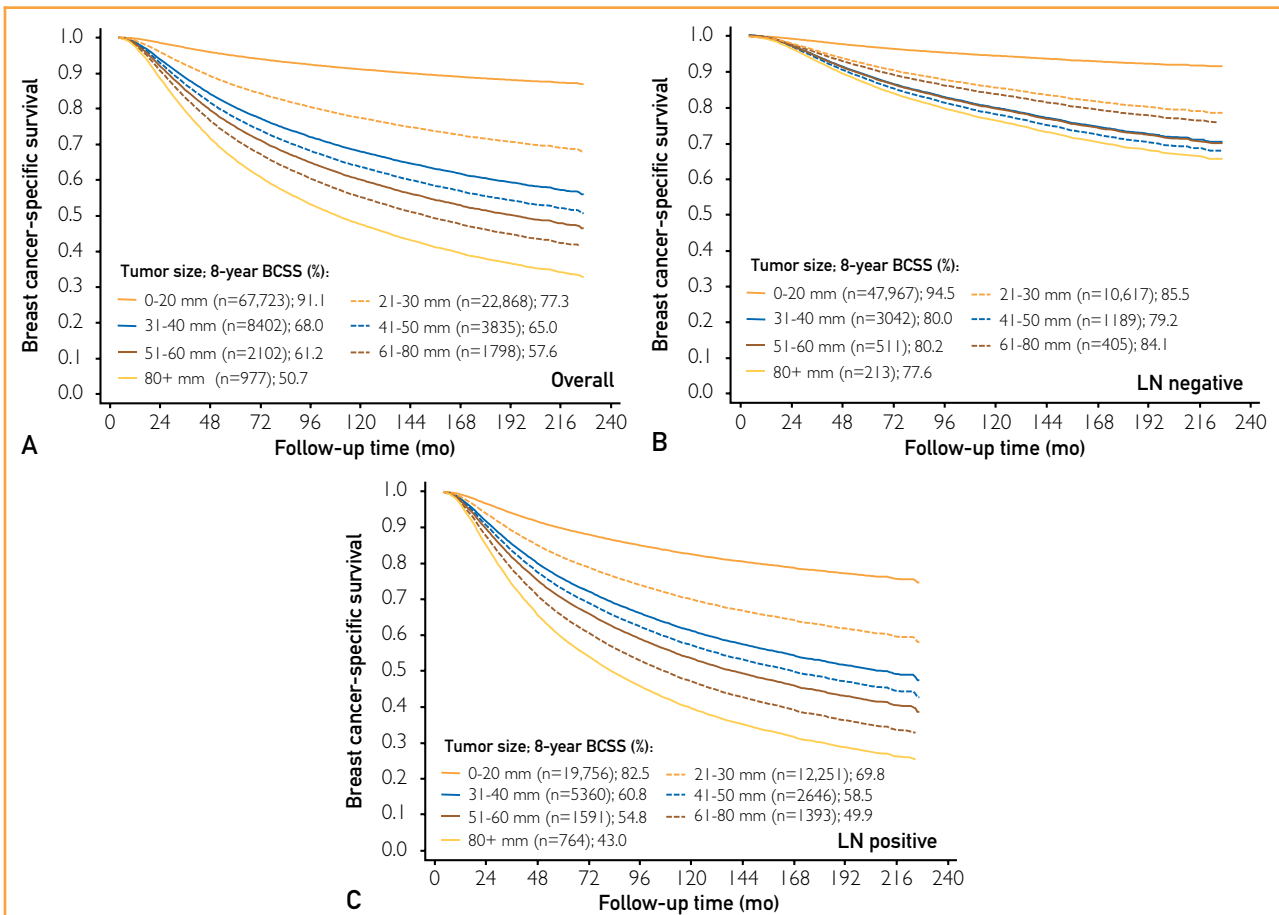 Breast cancer-specific survival
1.0
0.9
0.8
0.7
0.6
0.5
0.4
0.3
0.2
0.1
0.0
Tumor size; 8-year BCSS (%):
0-20 mm (n=67,723); 91.1
21-30 mm (n=22,868); 77.3
31-40 mm (n=8402); 68.0
41-50 mm (n=3835); 65.0
51-60 mm (n=2102); 61.2
61-80 mm (n=1798); 57.6
80+ mm (n=977); 50.7
Overall
0 24 48 72 96 120 144 168 192 216 240
Follow-up time (mo)
A
Breast cancer-specific survival
1.0
0.9
0.8
0.7
0.6
0.5
0.4
0.3
0.2
0.1
0.0
Tumor size; 8-year BCSS (%):
0-20 mm (n=47,967); 94.5
21-30 mm (n=10,617); 85.5
31-40 mm (n=3042); 80.0
41-50 mm (n=1189); 79.2
51-60 mm (n=511); 80.2
61-80 mm (n=405); 84.1
80+ mm (n=213); 77.6
LN negative
0 24 48 72 96 120 144 168 192 216 240
Follow-up time (mo)
B
Breast cancer-specific survival
1.0
0.9
0.8
0.7
0.6
0.5
0.4
0.3
0.2
0.1
0.0
Tumor size; 8-year BCSS (%):
0-20 mm (n=19,756); 82.5
21-30 mm (n=12,251); 69.8
31-40 mm (n=5360); 60.8
41-50 mm (n=2646); 58.5
51-60 mm (n=1591); 54.8
61-80 mm (n=1393); 49.9
80+ mm (n=764); 43.0
LN positive
0 24 48 72 96 120 144 168 192 216 240
Follow-up time (mo)
C